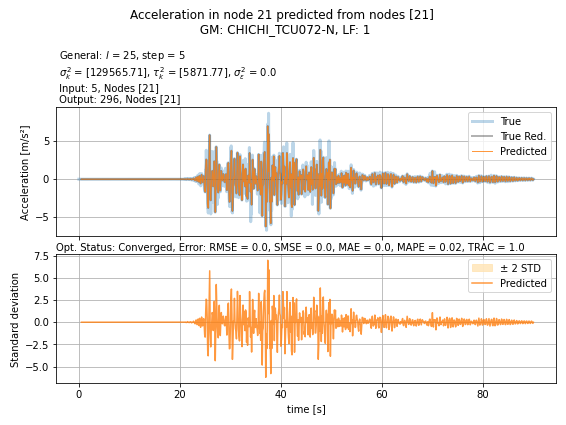 Acceleration in node 21 predicted from nodes [21]
GM: CHICHI_TCU072-N, LF: 1
General: l = 25, step = 5
σ²ₖ = [129565.71], τ²ₖ = [5871.77], σ²ε = 0.0
Input: 5, Nodes [21]
Output: 296, Nodes [21]
True
True Red.
Predicted
5
0
−5
Acceleration [m/s²]
Opt. Status: Converged, Error: RMSE = 0.0, SMSE = 0.0, MAE = 0.0, MAPE = 0.02, TRAC = 1.0
± 2 STD
Predicted
7.5
5.0
2.5
0.0
−2.5
−5.0
Standard deviation
0 20 40 60 80
time [s]